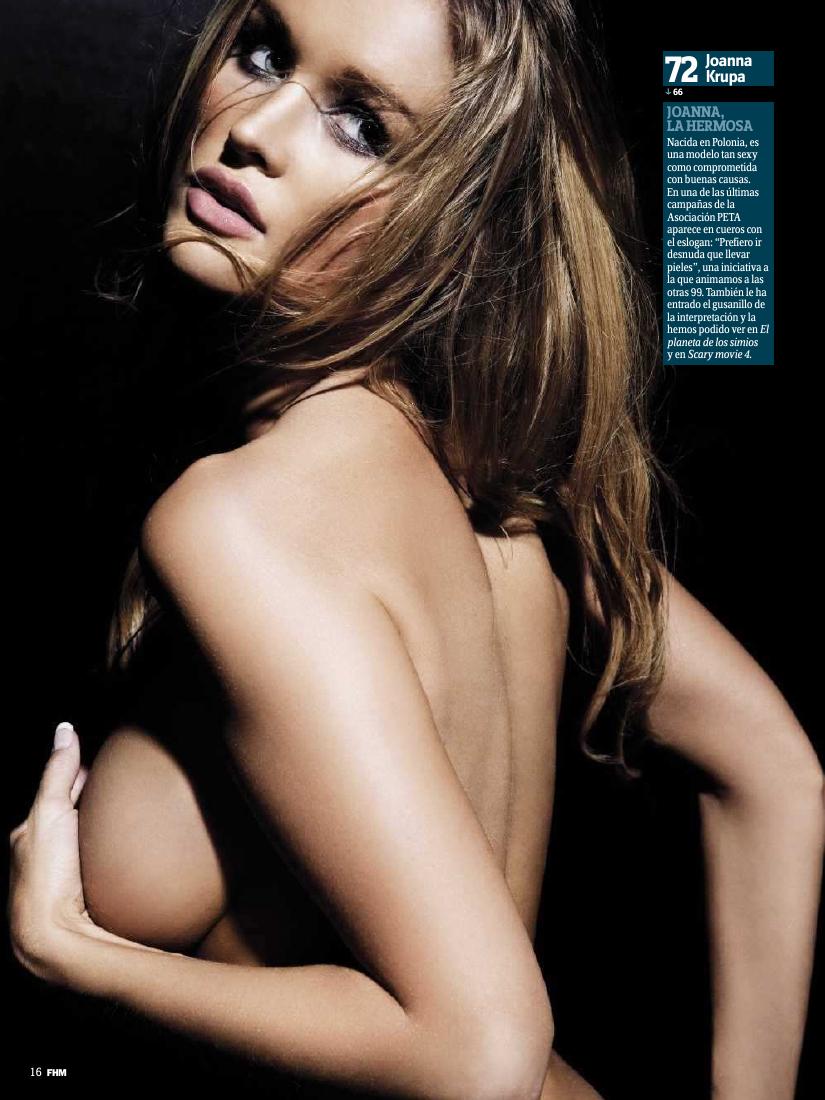 72 Joanna
Krupa
↓ 66
JOANNA,
LA HERMOSA
Nacida en Polonia, es
una modelo tan sexy
como comprometida
con buenas causas.
En una de las últimas
campañas de la
Asociación PETA
aparece en cueros con
el eslogan: “Prefiero ir
desnuda que llevar
pieles”, una iniciativa a
la que animamos a las
otras 99. También le ha
entrado el gusanillo de
la interpretación y la
hemos podido ver en El
planeta de los simios
y en Scary movie 4.
16 FHM